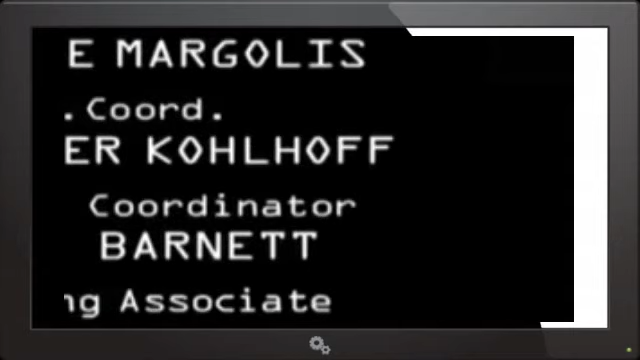 E MARGOLIS
.Coord.
ER KOHLHOFF
Coordinator
BARNETT
ng Associate